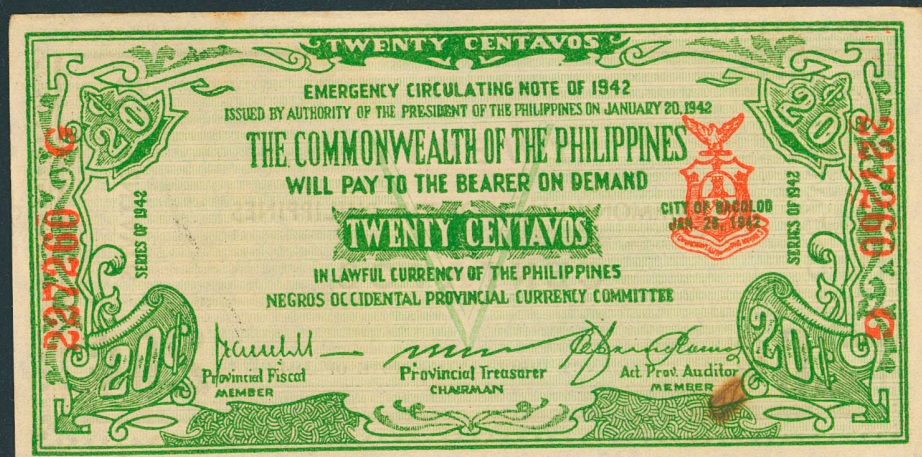 TWENTY CENTAVOS
20
20
EMERGENCY CIRCULATING NOTE OF 1942
ISSUED BY AUTHORITY OF THE PRESIDENT OF THE PHILIPPINES ON JANUARY 20, 1942
THE COMMONWEALTH OF THE PHILIPPINES
WILL PAY TO THE BEARER ON DEMAND
TWENTY CENTAVOS
IN LAWFUL CURRENCY OF THE PHILIPPINES
NEGROS OCCIDENTAL PROVINCIAL CURRENCY COMMITTEE
227260 G
SERIES OF 1942
CITY OF BACOLOD
JAN. 26, 1942
SERIES OF 1942
227260 G
20¢
20¢
Provincial Fiscal
MEMBER
Provincial Treasurer
CHAIRMAN
Act. Prov. Auditor
MEMBER